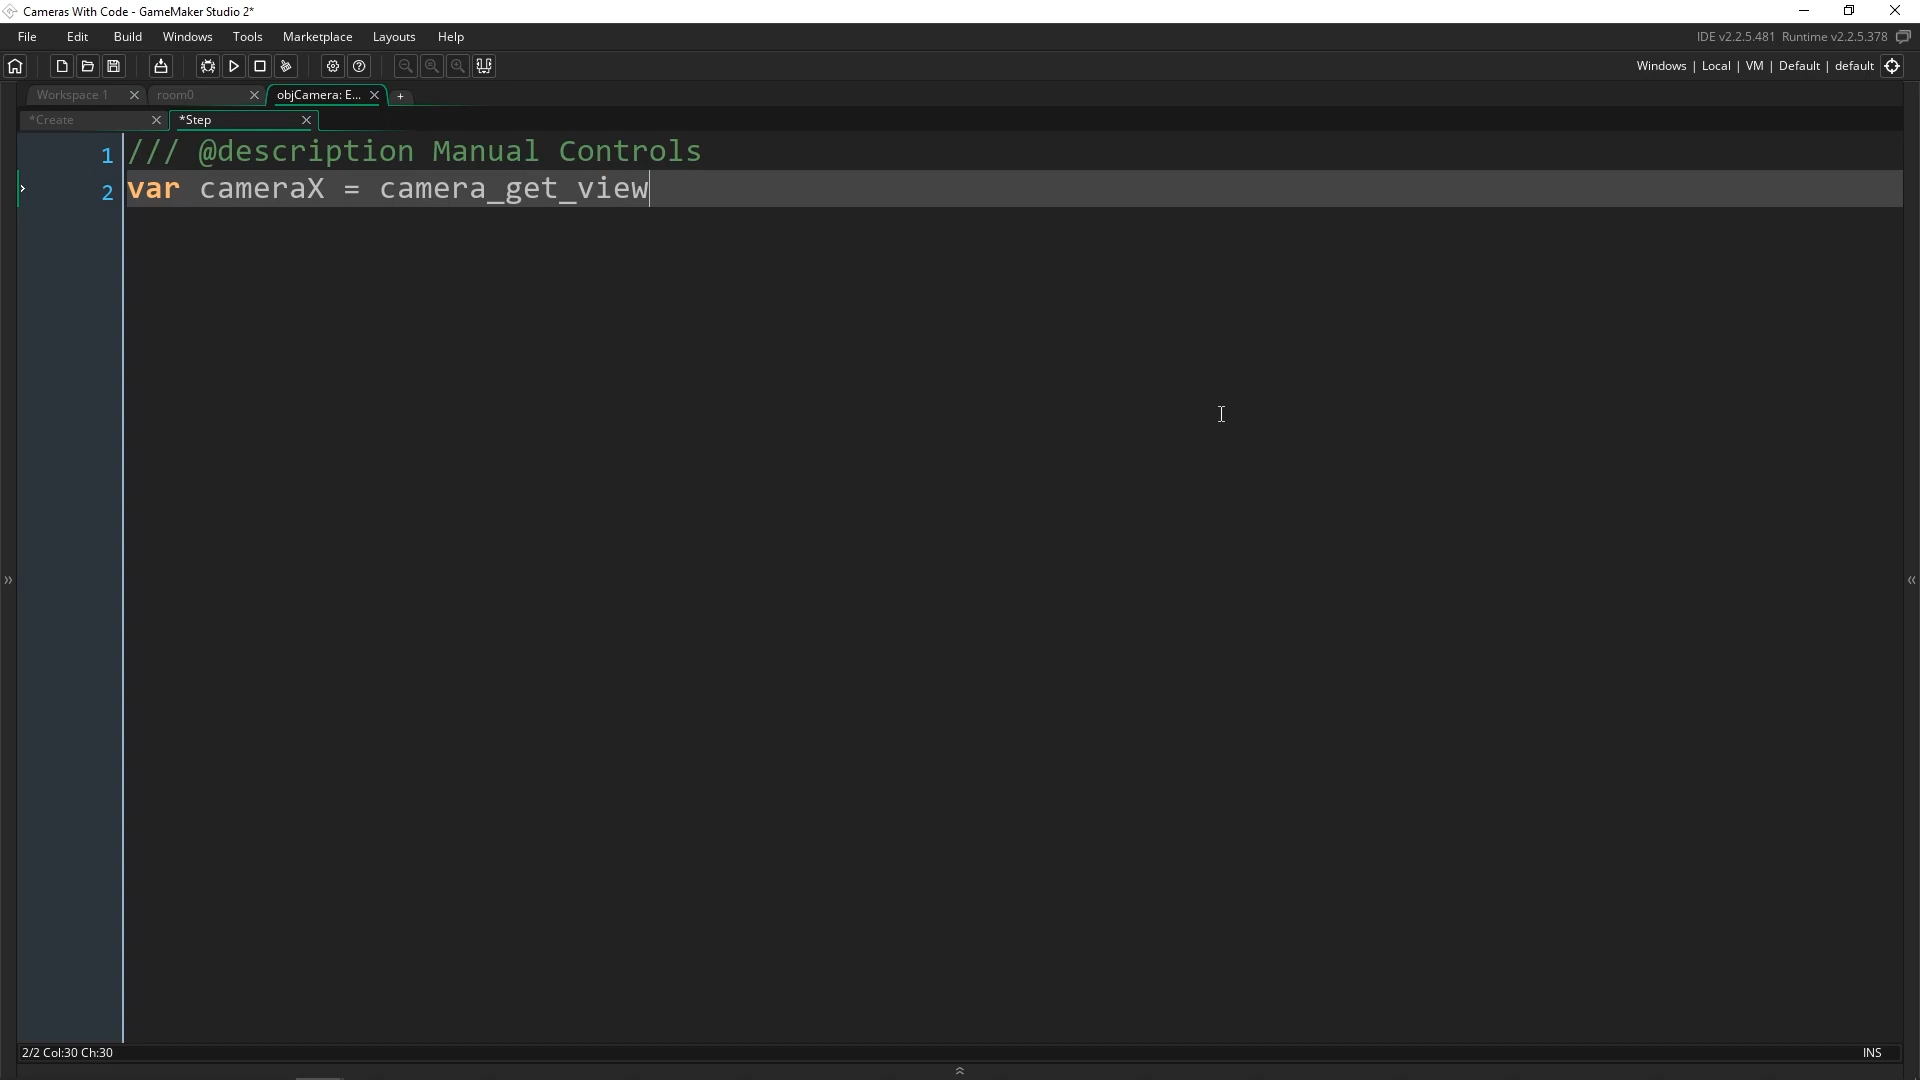 Cameras With Code - GameMaker Studio 2*
File Edit Build Windows Tools Marketplace Layouts Help
IDE v2.2.5.481 Runtime v2.2.5.378
Windows | Local | VM | Default | default
Workspace 1 room0 objCamera: E... +
*Create *Step
1 /// @description Manual Controls
2 var cameraX = camera_get_view
2/2 Col:30 Ch:30 INS